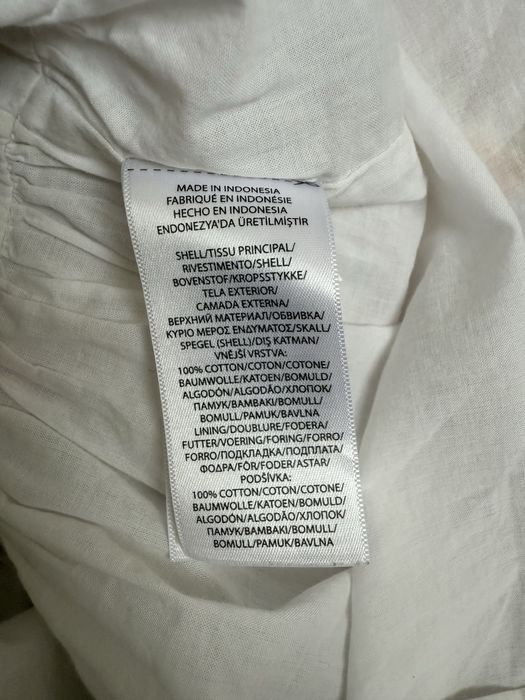 MADE IN INDONESIA
FABRIQUÉ EN INDONÉSIE
HECHO EN INDONESIA
ENDONEZYA'DA ÜRETİLMİŞTİR
SHELL/TISSU PRINCIPAL/
RIVESTIMENTO/SHELL/
BOVENSTOF/KROPSSTYKKE/
TELA EXTERIOR/
CAMADA EXTERNA/
ВЕРХНИЙ МАТЕРИАЛ/ОБВИВКА/
ΚΥΡΙΟ ΜΕΡΟΣ ΕΝΔΥΜΑΤΟΣ/SKALL/
SPEGEL (SHELL)/DIŞ KATMAN/
VNĚJŠÍ VRSTVA:
100% COTTON/COTON/COTONE/
BAUMWOLLE/KATOEN/BOMULD/
ALGODÓN/ALGODÃO/ХЛОПОК/
ПАМУК/ΒΑΜΒΑΚΙ/BOMULL/
BOMULL/PAMUK/BAVLNA
LINING/DOUBLURE/FODERA/
FUTTER/VOERING/FORING/FORRO/
FORRO/ПОДКЛАДКА/ПОДПЛАТА/
ΦΟΔΡΑ/FÔR/FODER/ASTAR/
PODŠÍVKA:
100% COTTON/COTON/COTONE/
BAUMWOLLE/KATOEN/BOMULD/
ALGODÓN/ALGODÃO/ХЛОПОК/
ПАМУК/ΒΑΜΒΑΚΙ/BOMULL/
BOMULL/PAMUK/BAVLNA